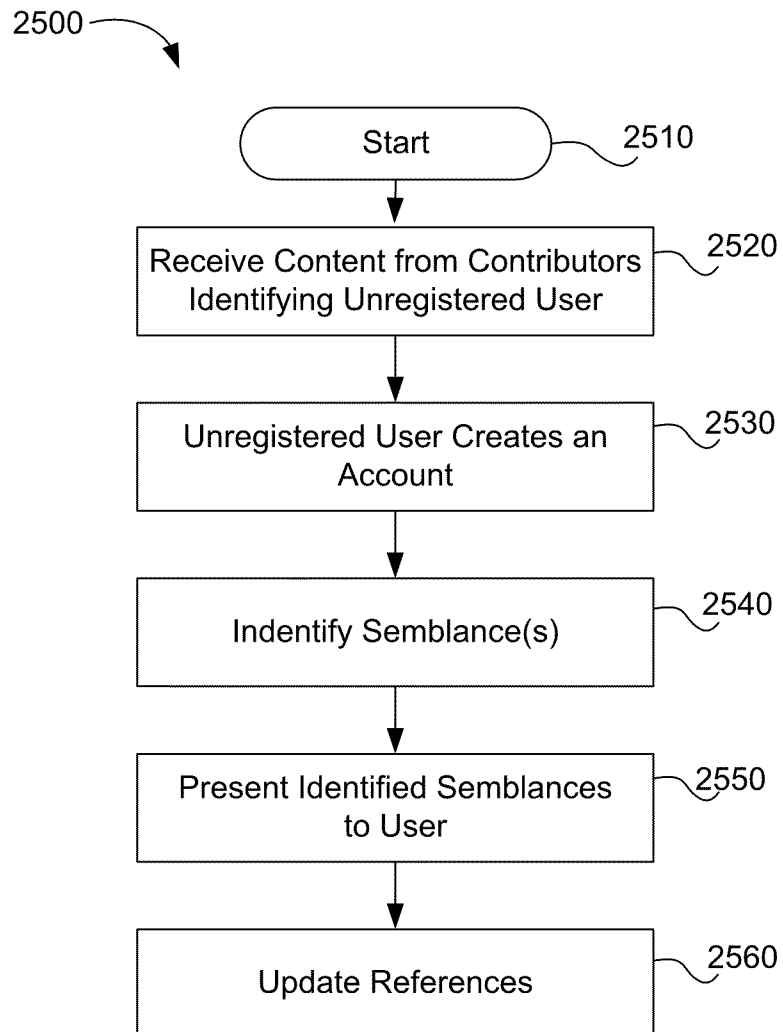 2500
Start
2510
Receive Content from Contributors
Identifying Unregistered User
2520
Unregistered User Creates an
Account
2530
Indentify Semblance(s)
2540
Present Identified Semblances
to User
2550
Update References
2560